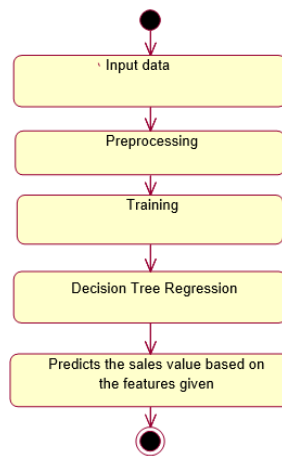 Input data
Preprocessing
Training
Decision Tree Regression
Predicts the sales value based on
the features given